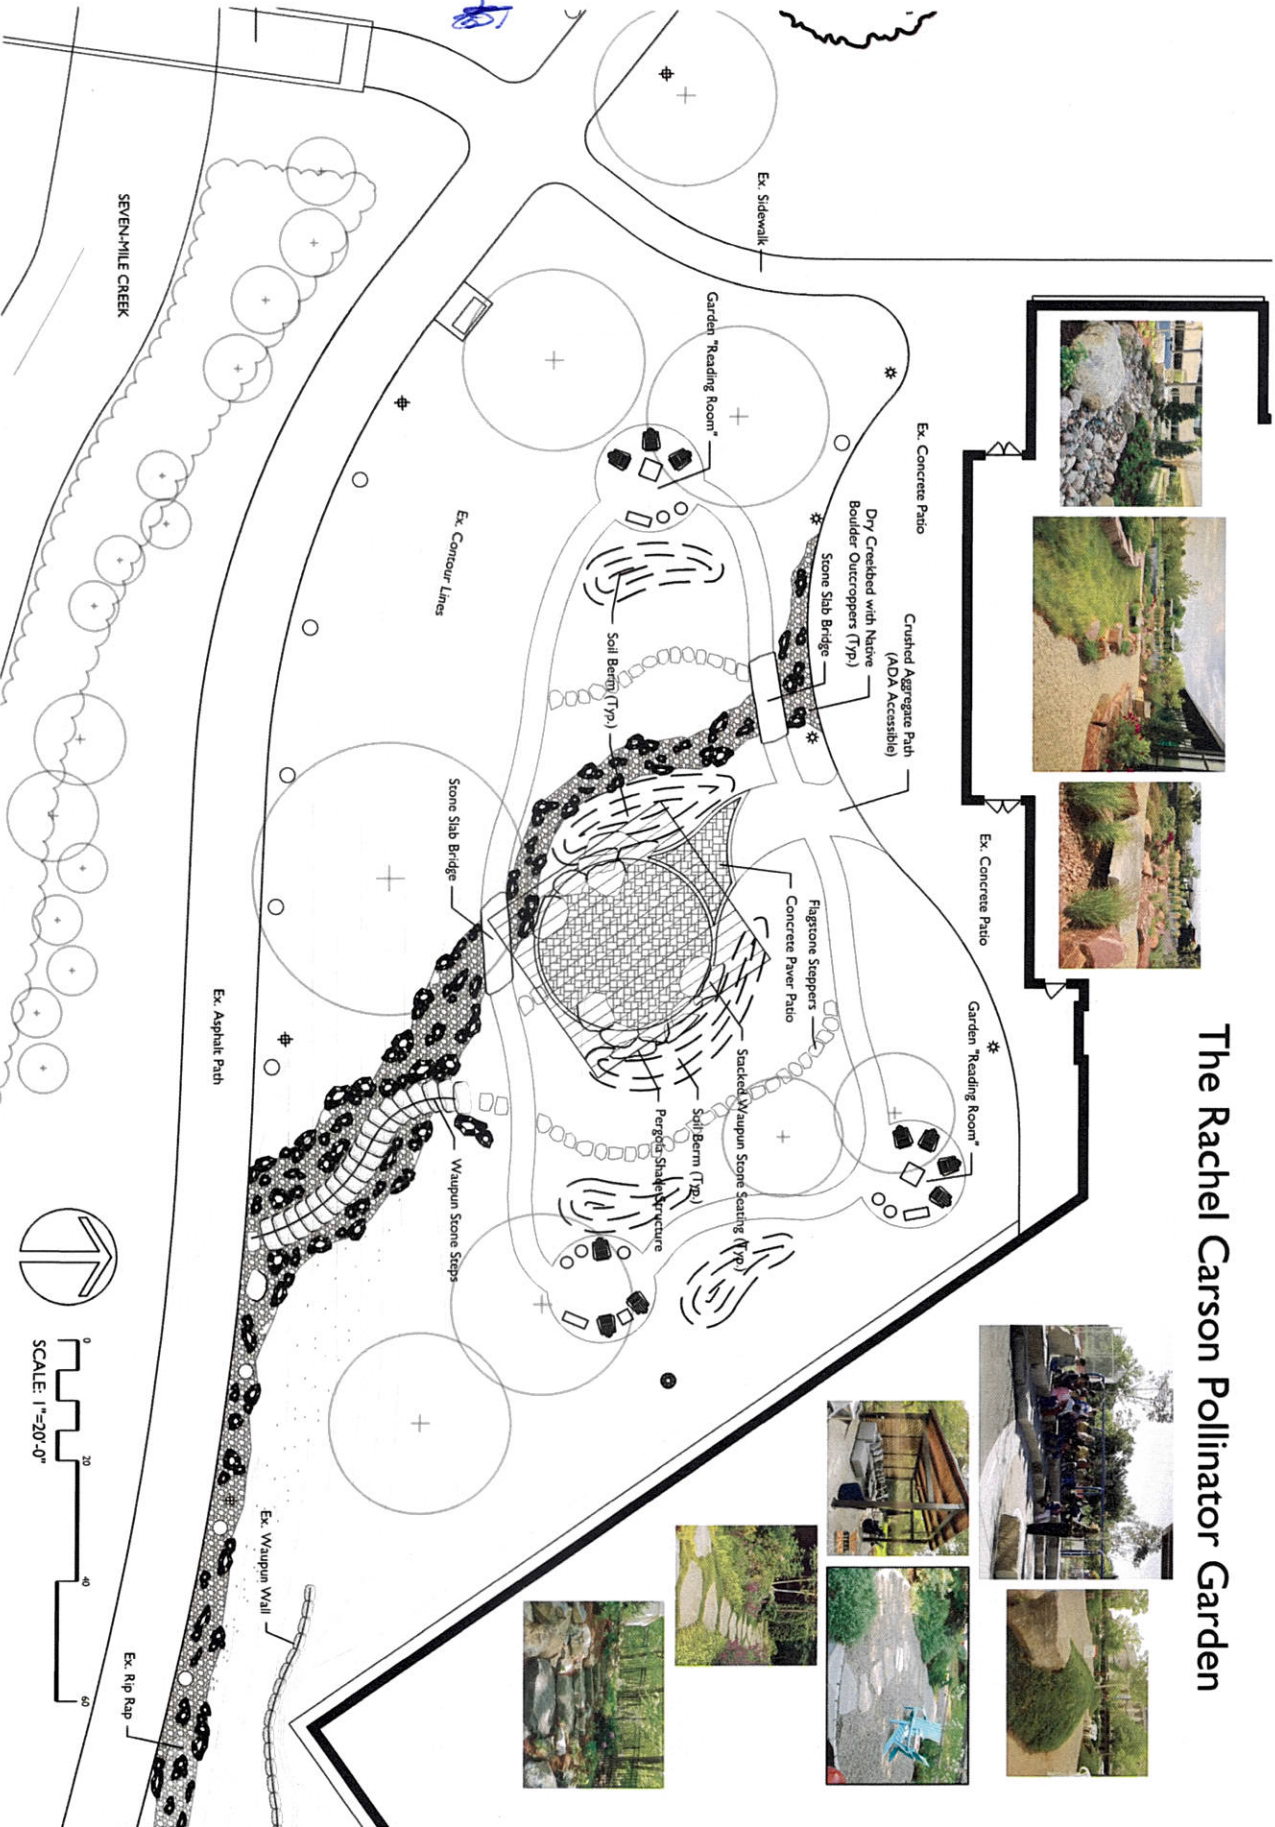 The Rachel Carson Pollinator Garden
Ex. Sidewalk
Ex. Concrete Patio
Garden "Reading Room"
Dry Creekbed with Native
Boulder Outcroppers (Typ.)
Stone Slab Bridge
Crushed Aggregate Path
(ADA Accessible)
Ex. Concrete Patio
Garden "Reading Room"
Flagstone Steppers
Concrete Paver Patio
Stacked Waupun Stone Seating (Typ.)
Soil Berm (Typ.)
Pergola Shade Structure
Soil Berm (Typ.)
Ex. Contour Lines
Stone Slab Bridge
Waupun Stone Steps
SEVEN-MILE CREEK
Ex. Asphalt Path
Ex. Waupun Wall
Ex. Rip Rap
0 20 40 60
SCALE: 1"=20'-0"